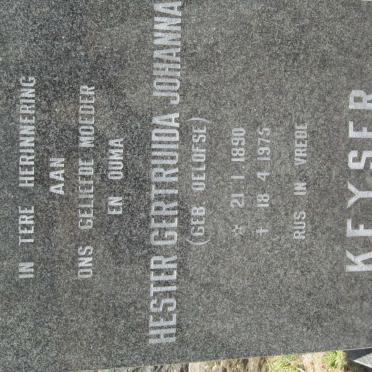 IN TERE HERINNERING
AAN
ONS GELIEFDE MOEDER
EN OUMA
HESTER GERTRUIDA JOHANNA
(GEB OELOFSE)
☆ 21.1.1890
† 18.4.1975
RUS IN VREDE
KEYSER